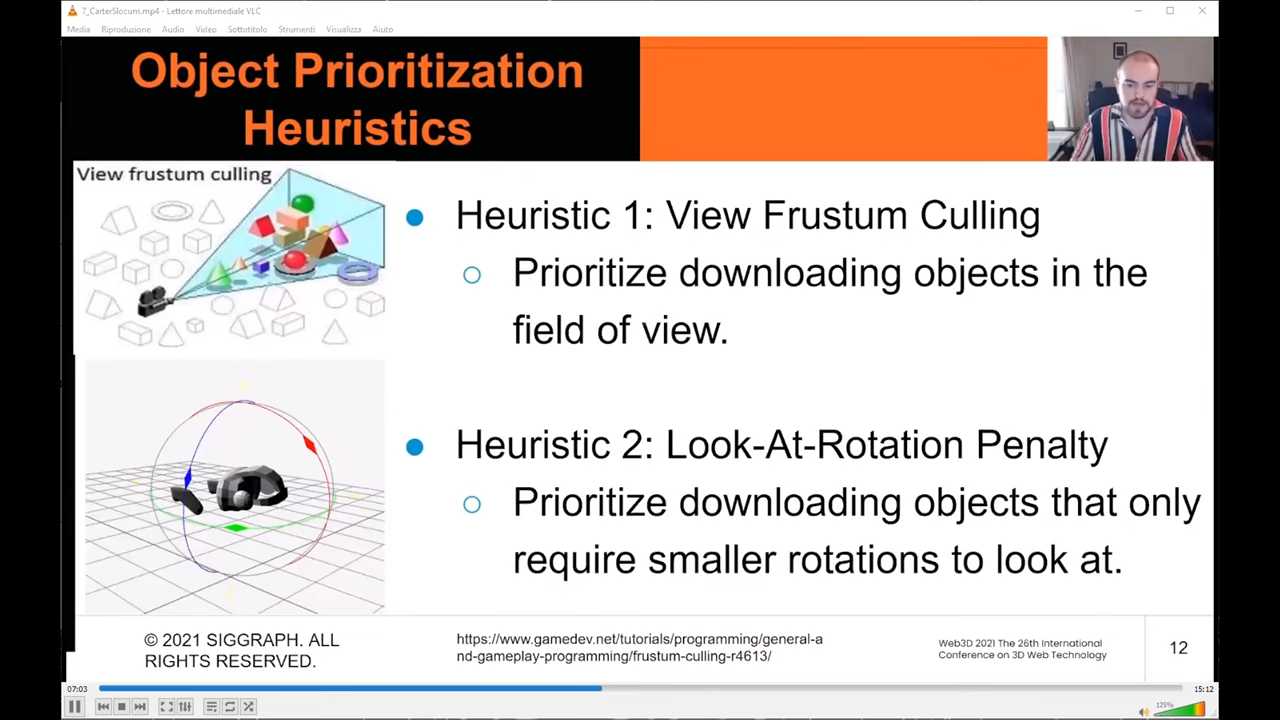 7_CarterSlocum.mp4 - Lettore multimediale VLC
Media Riproduzione Audio Video Sottotitolo Strumenti Visualizza Aiuto
Object Prioritization
Heuristics
View frustum culling
Heuristic 1: View Frustum Culling
Prioritize downloading objects in the
field of view.
Heuristic 2: Look-At-Rotation Penalty
Prioritize downloading objects that only
require smaller rotations to look at.
© 2021 SIGGRAPH. ALL
RIGHTS RESERVED.
https://www.gamedev.net/tutorials/programming/general-a
nd-gameplay-programming/frustum-culling-r4613/
Web3D 2021 The 26th International
Conference on 3D Web Technology
12
07:03
15:12
125%